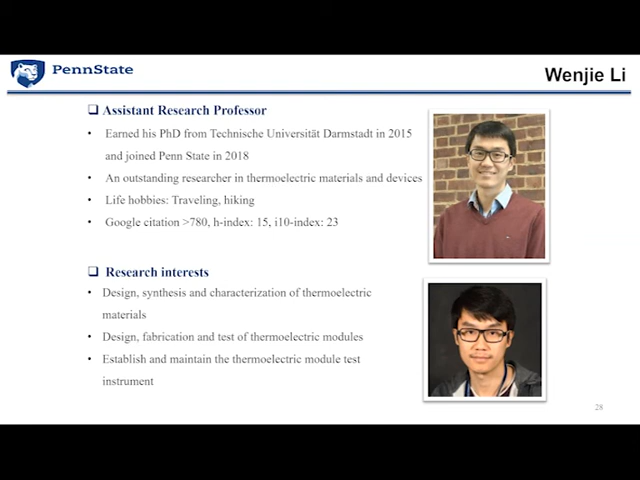 PennState
Wenjie Li
❑ Assistant Research Professor
• Earned his PhD from Technische Universität Darmstadt in 2015
and joined Penn State in 2018
• An outstanding researcher in thermoelectric materials and devices
• Life hobbies: Traveling, hiking
• Google citation >780, h-index: 15, i10-index: 23
❑ Research interests
• Design, synthesis and characterization of thermoelectric
materials
• Design, fabrication and test of thermoelectric modules
• Establish and maintain the thermoelectric module test
instrument
28